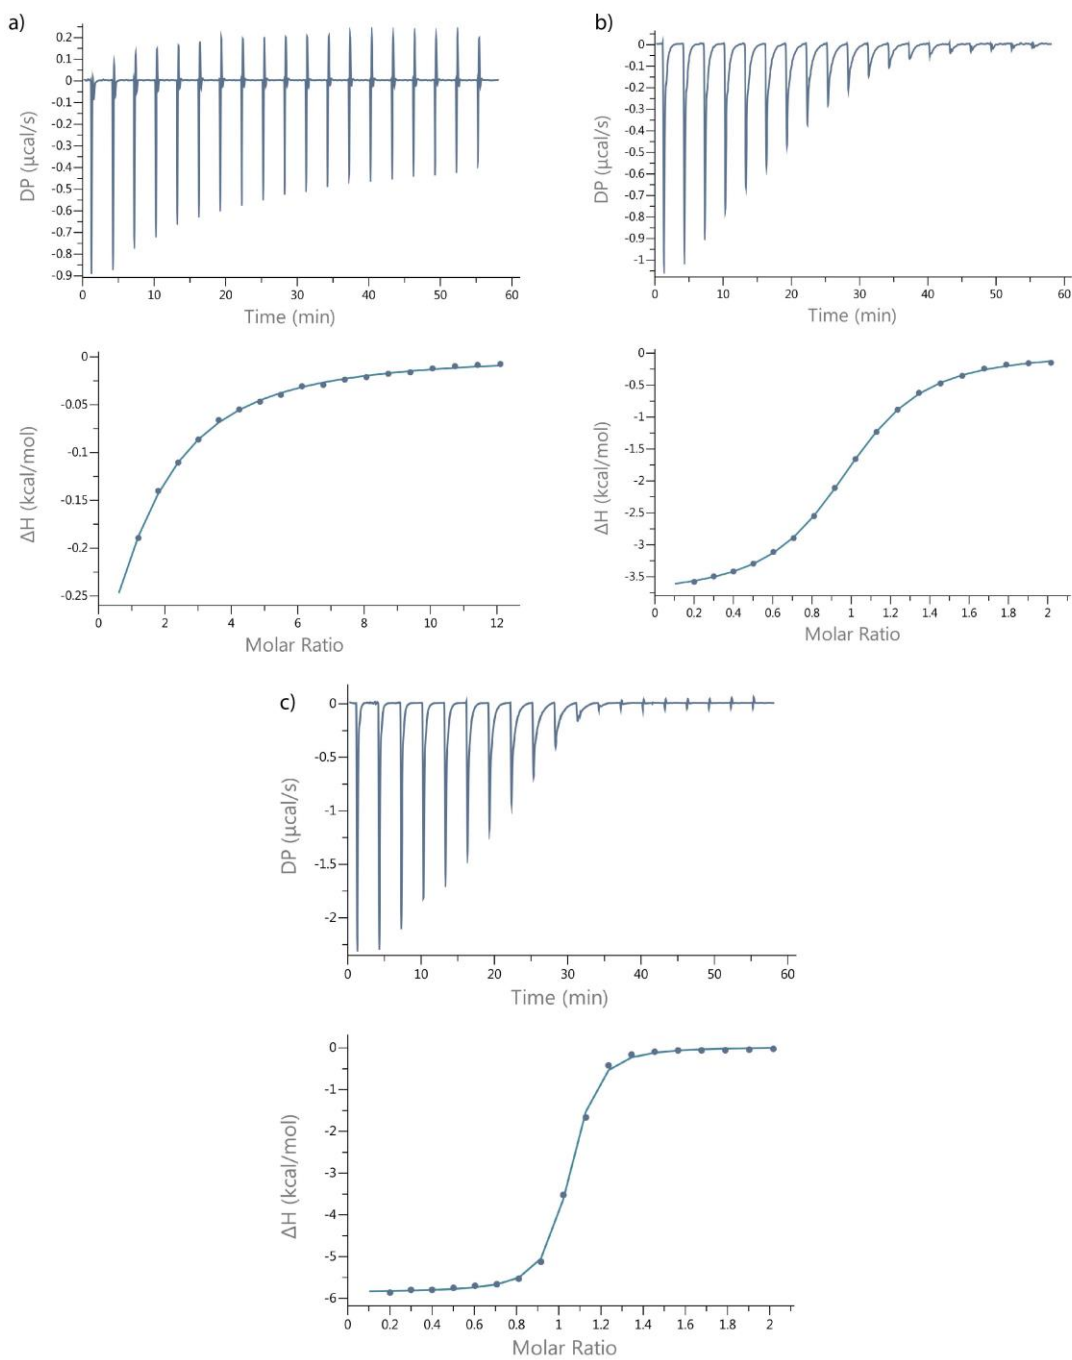 a)
DP (μcal/s)
0.2
0.1
0
-0.1
-0.2
-0.3
-0.4
-0.5
-0.6
-0.7
-0.8
-0.9
0 10 20 30 40 50 60
Time (min)
ΔH (kcal/mol)
0
-0.05
-0.1
-0.15
-0.2
-0.25
0 2 4 6 8 10 12
Molar Ratio
b)
DP (μcal/s)
0
-0.1
-0.2
-0.3
-0.4
-0.5
-0.6
-0.7
-0.8
-0.9
-1
0 10 20 30 40 50 60
Time (min)
ΔH (kcal/mol)
0
-0.5
-1
-1.5
-2
-2.5
-3
-3.5
0 0.2 0.4 0.6 0.8 1 1.2 1.4 1.6 1.8 2
Molar Ratio
c)
DP (μcal/s)
0
-0.5
-1
-1.5
-2
0 10 20 30 40 50 60
Time (min)
ΔH (kcal/mol)
0
-1
-2
-3
-4
-5
-6
0 0.2 0.4 0.6 0.8 1 1.2 1.4 1.6 1.8 2
Molar Ratio